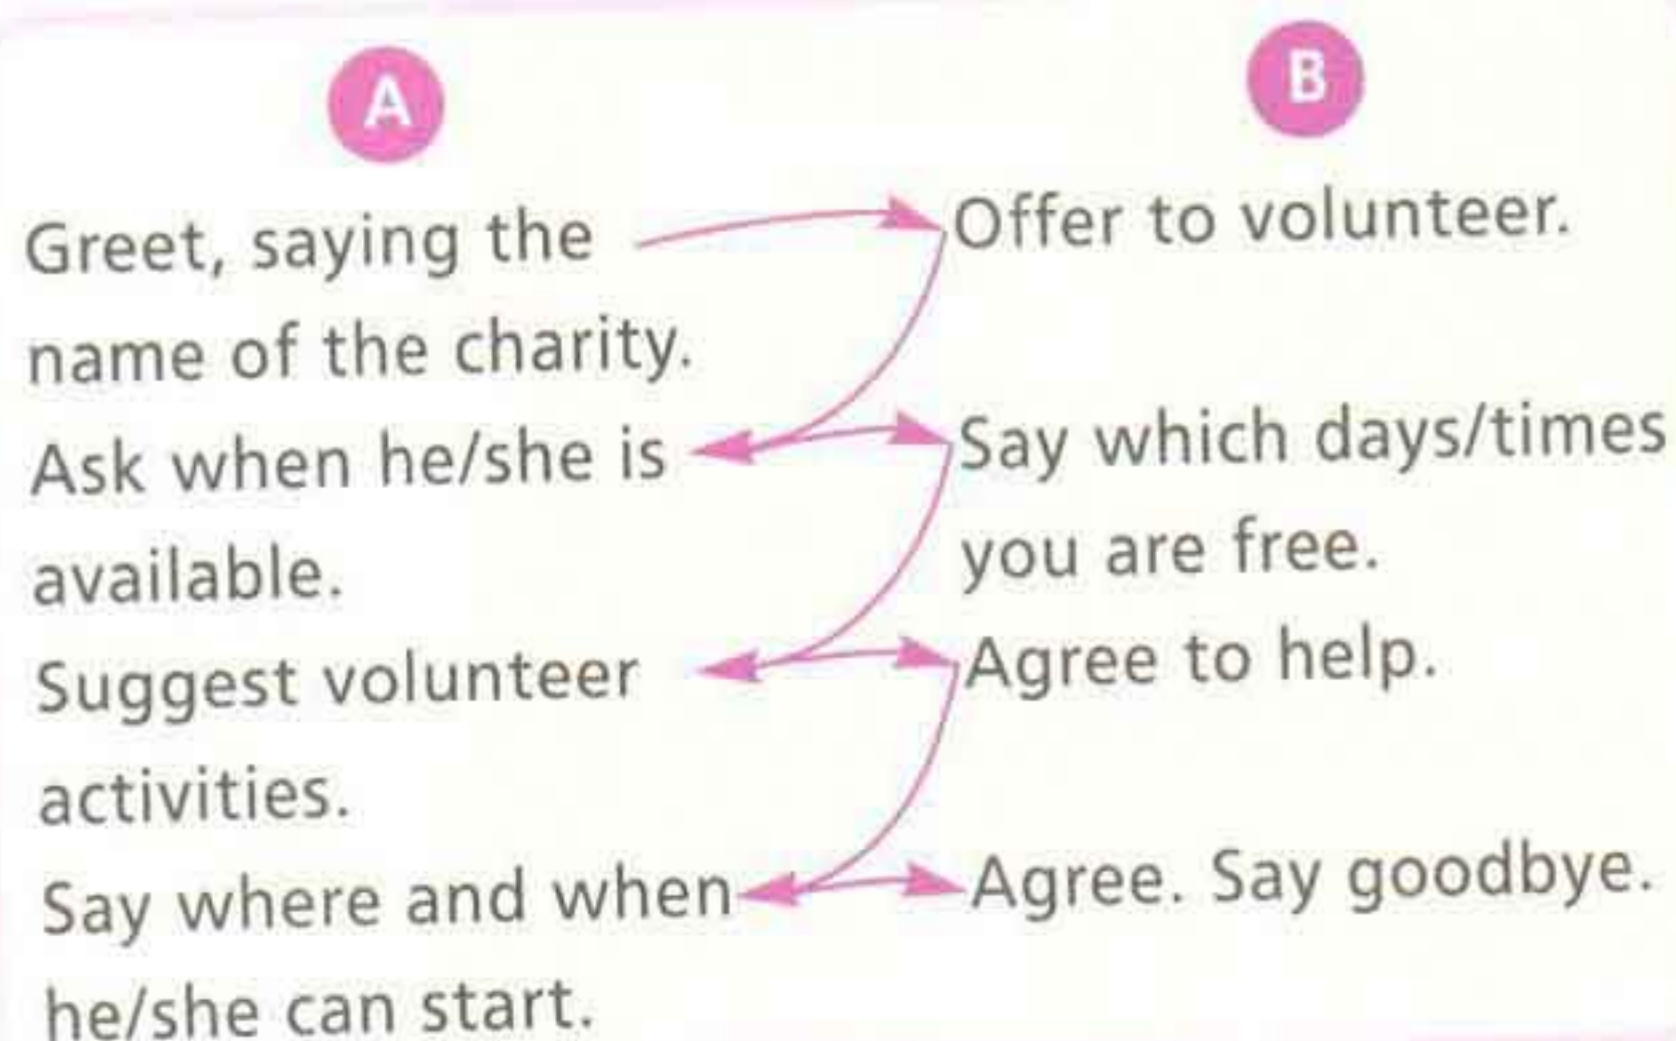 A
B
Greet, saying the
name of the charity.
Offer to volunteer.
Ask when he/she is
available.
Say which days/times
you are free.
Suggest volunteer
activities.
Agree to help.
Say where and when
he/she can start.
Agree. Say goodbye.